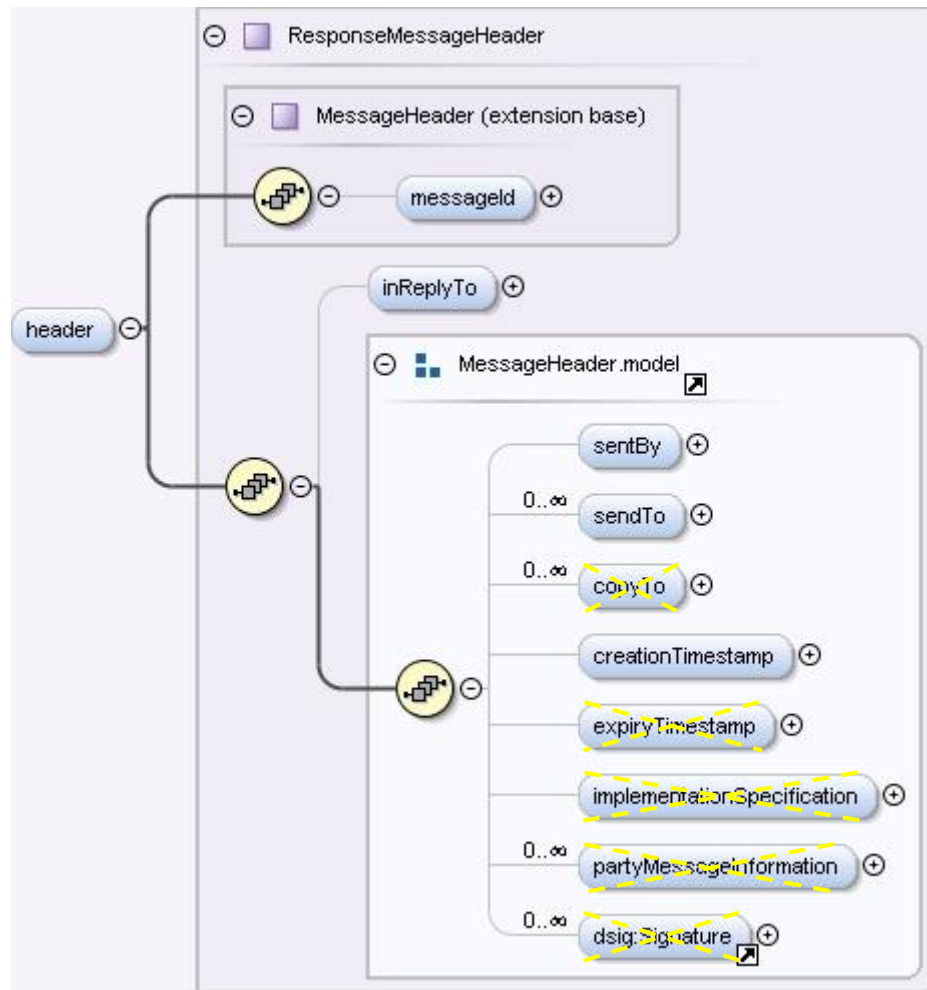 ResponseMessageHeader
MessageHeader (extension base)
messageId
inReplyTo
header
MessageHeader.model
sentBy
0..∞
sendTo
0..∞
copyTo
creationTimestamp
expiryTimestamp
implementationSpecification
0..∞
partyMessageInformation
0..∞
dsig:Signature